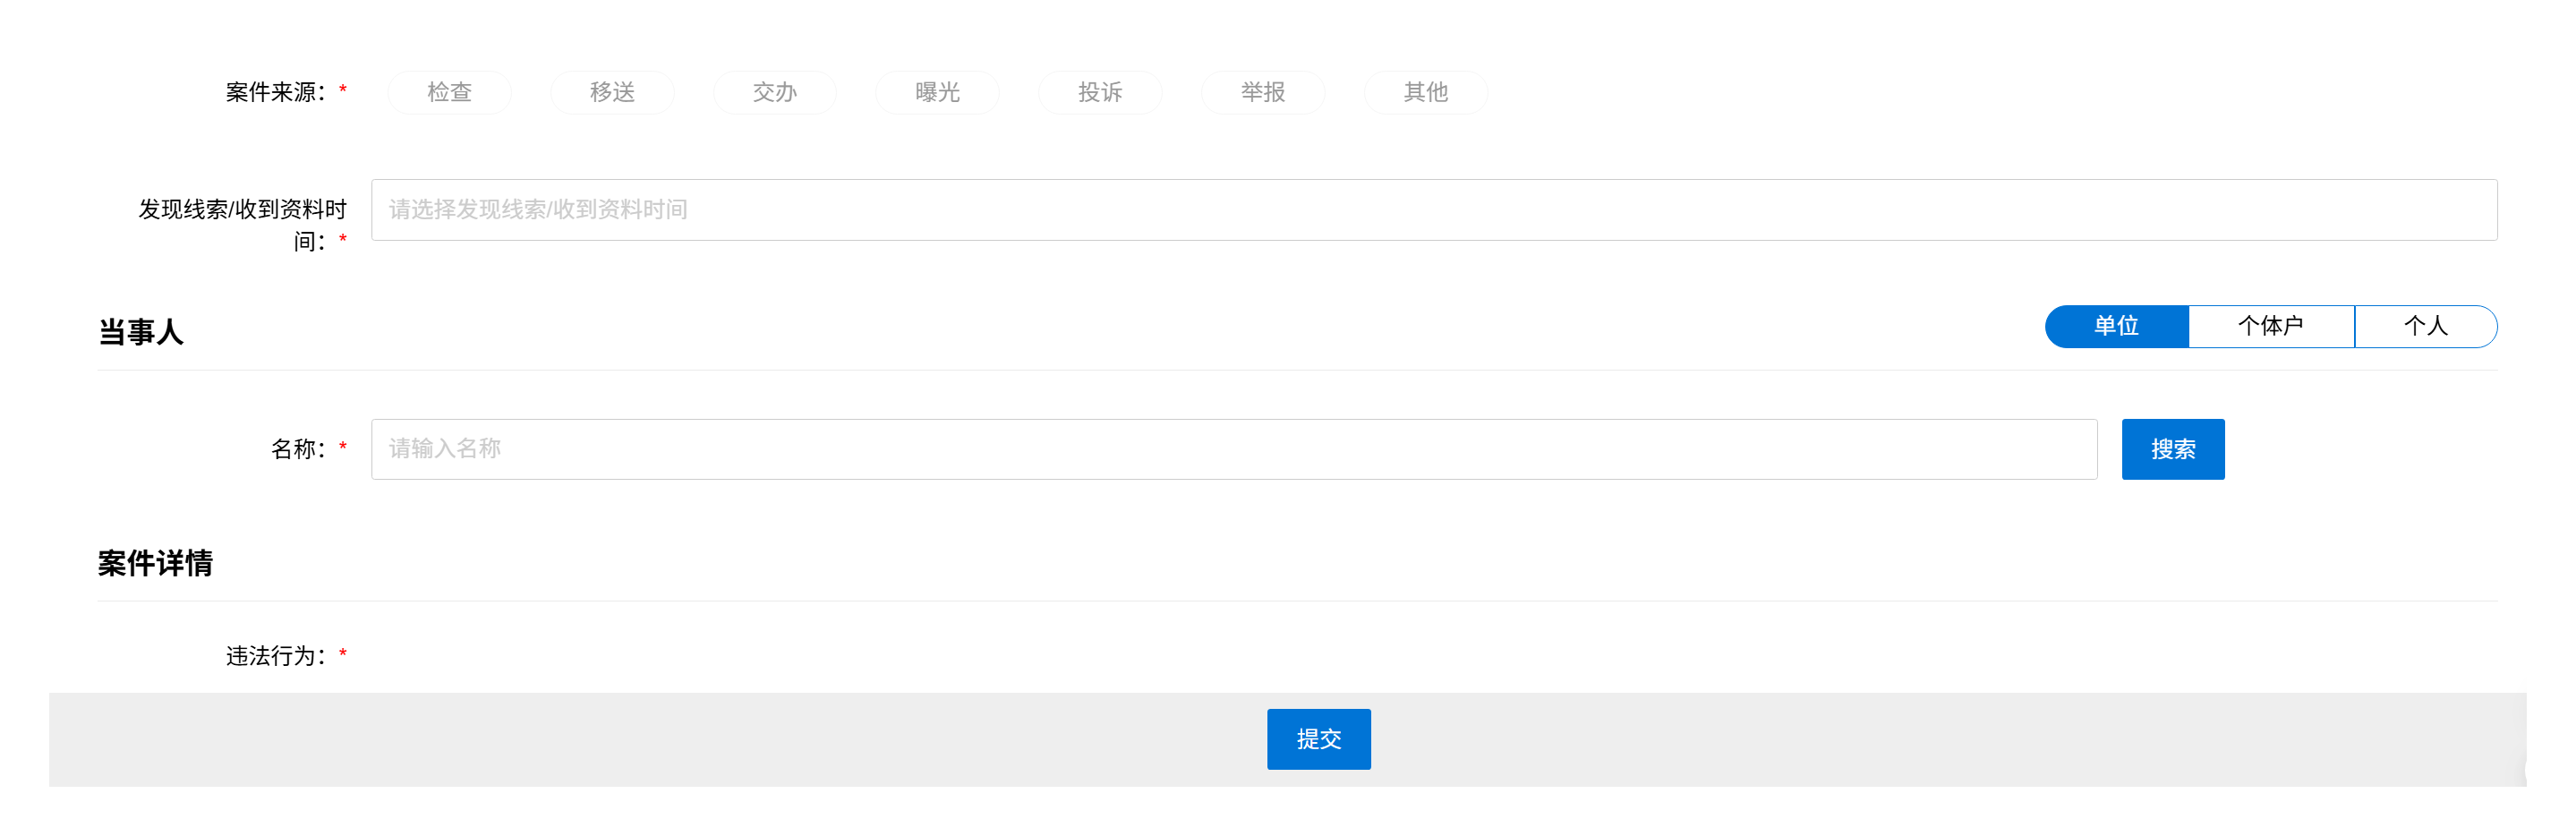 案件来源：* 检查 移送 交办 曝光 投诉 举报 其他
发现线索/收到资料时
间：* 请选择发现线索/收到资料时间
当事人 单位 个体户 个人
名称：* 请输入名称 搜索
案件详情
违法行为：*
提交